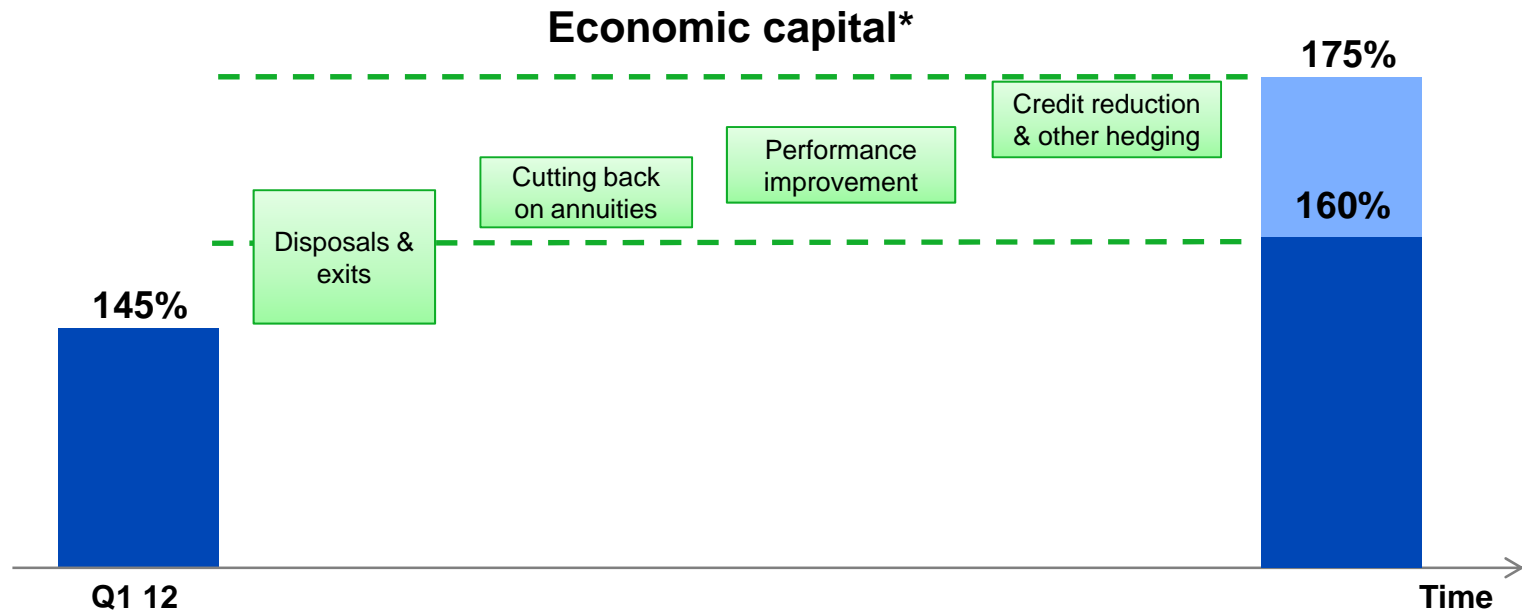 Economic capital*
175%
Credit reduction
& other hedging
Performance
improvement
Cutting back
on annuities
160%
Disposals &
exits
145%
Q1 12
Time